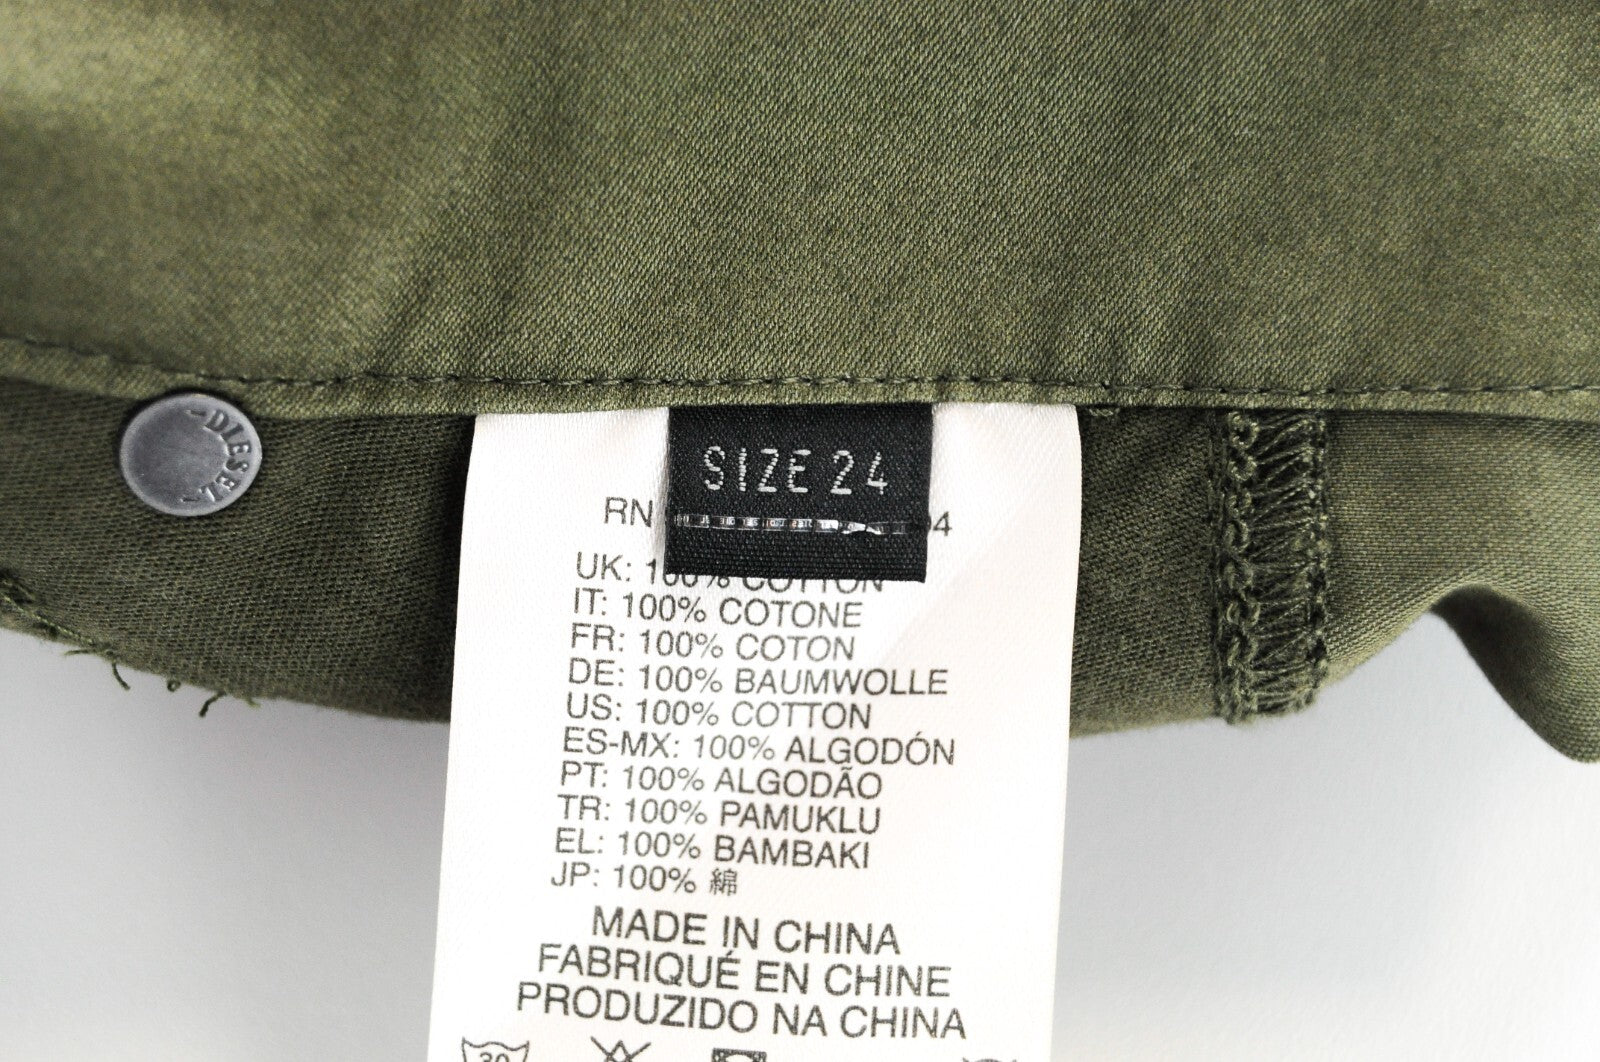 DIESEL
SIZE 24
RN 4
UK: 100% COTTON
IT: 100% COTONE
FR: 100% COTON
DE: 100% BAUMWOLLE
US: 100% COTTON
ES-MX: 100% ALGODÓN
PT: 100% ALGODÃO
TR: 100% PAMUKLU
EL: 100% BAMBAKI
JP: 100% 綿
MADE IN CHINA
FABRIQUÉ EN CHINE
PRODUZIDO NA CHINA
30